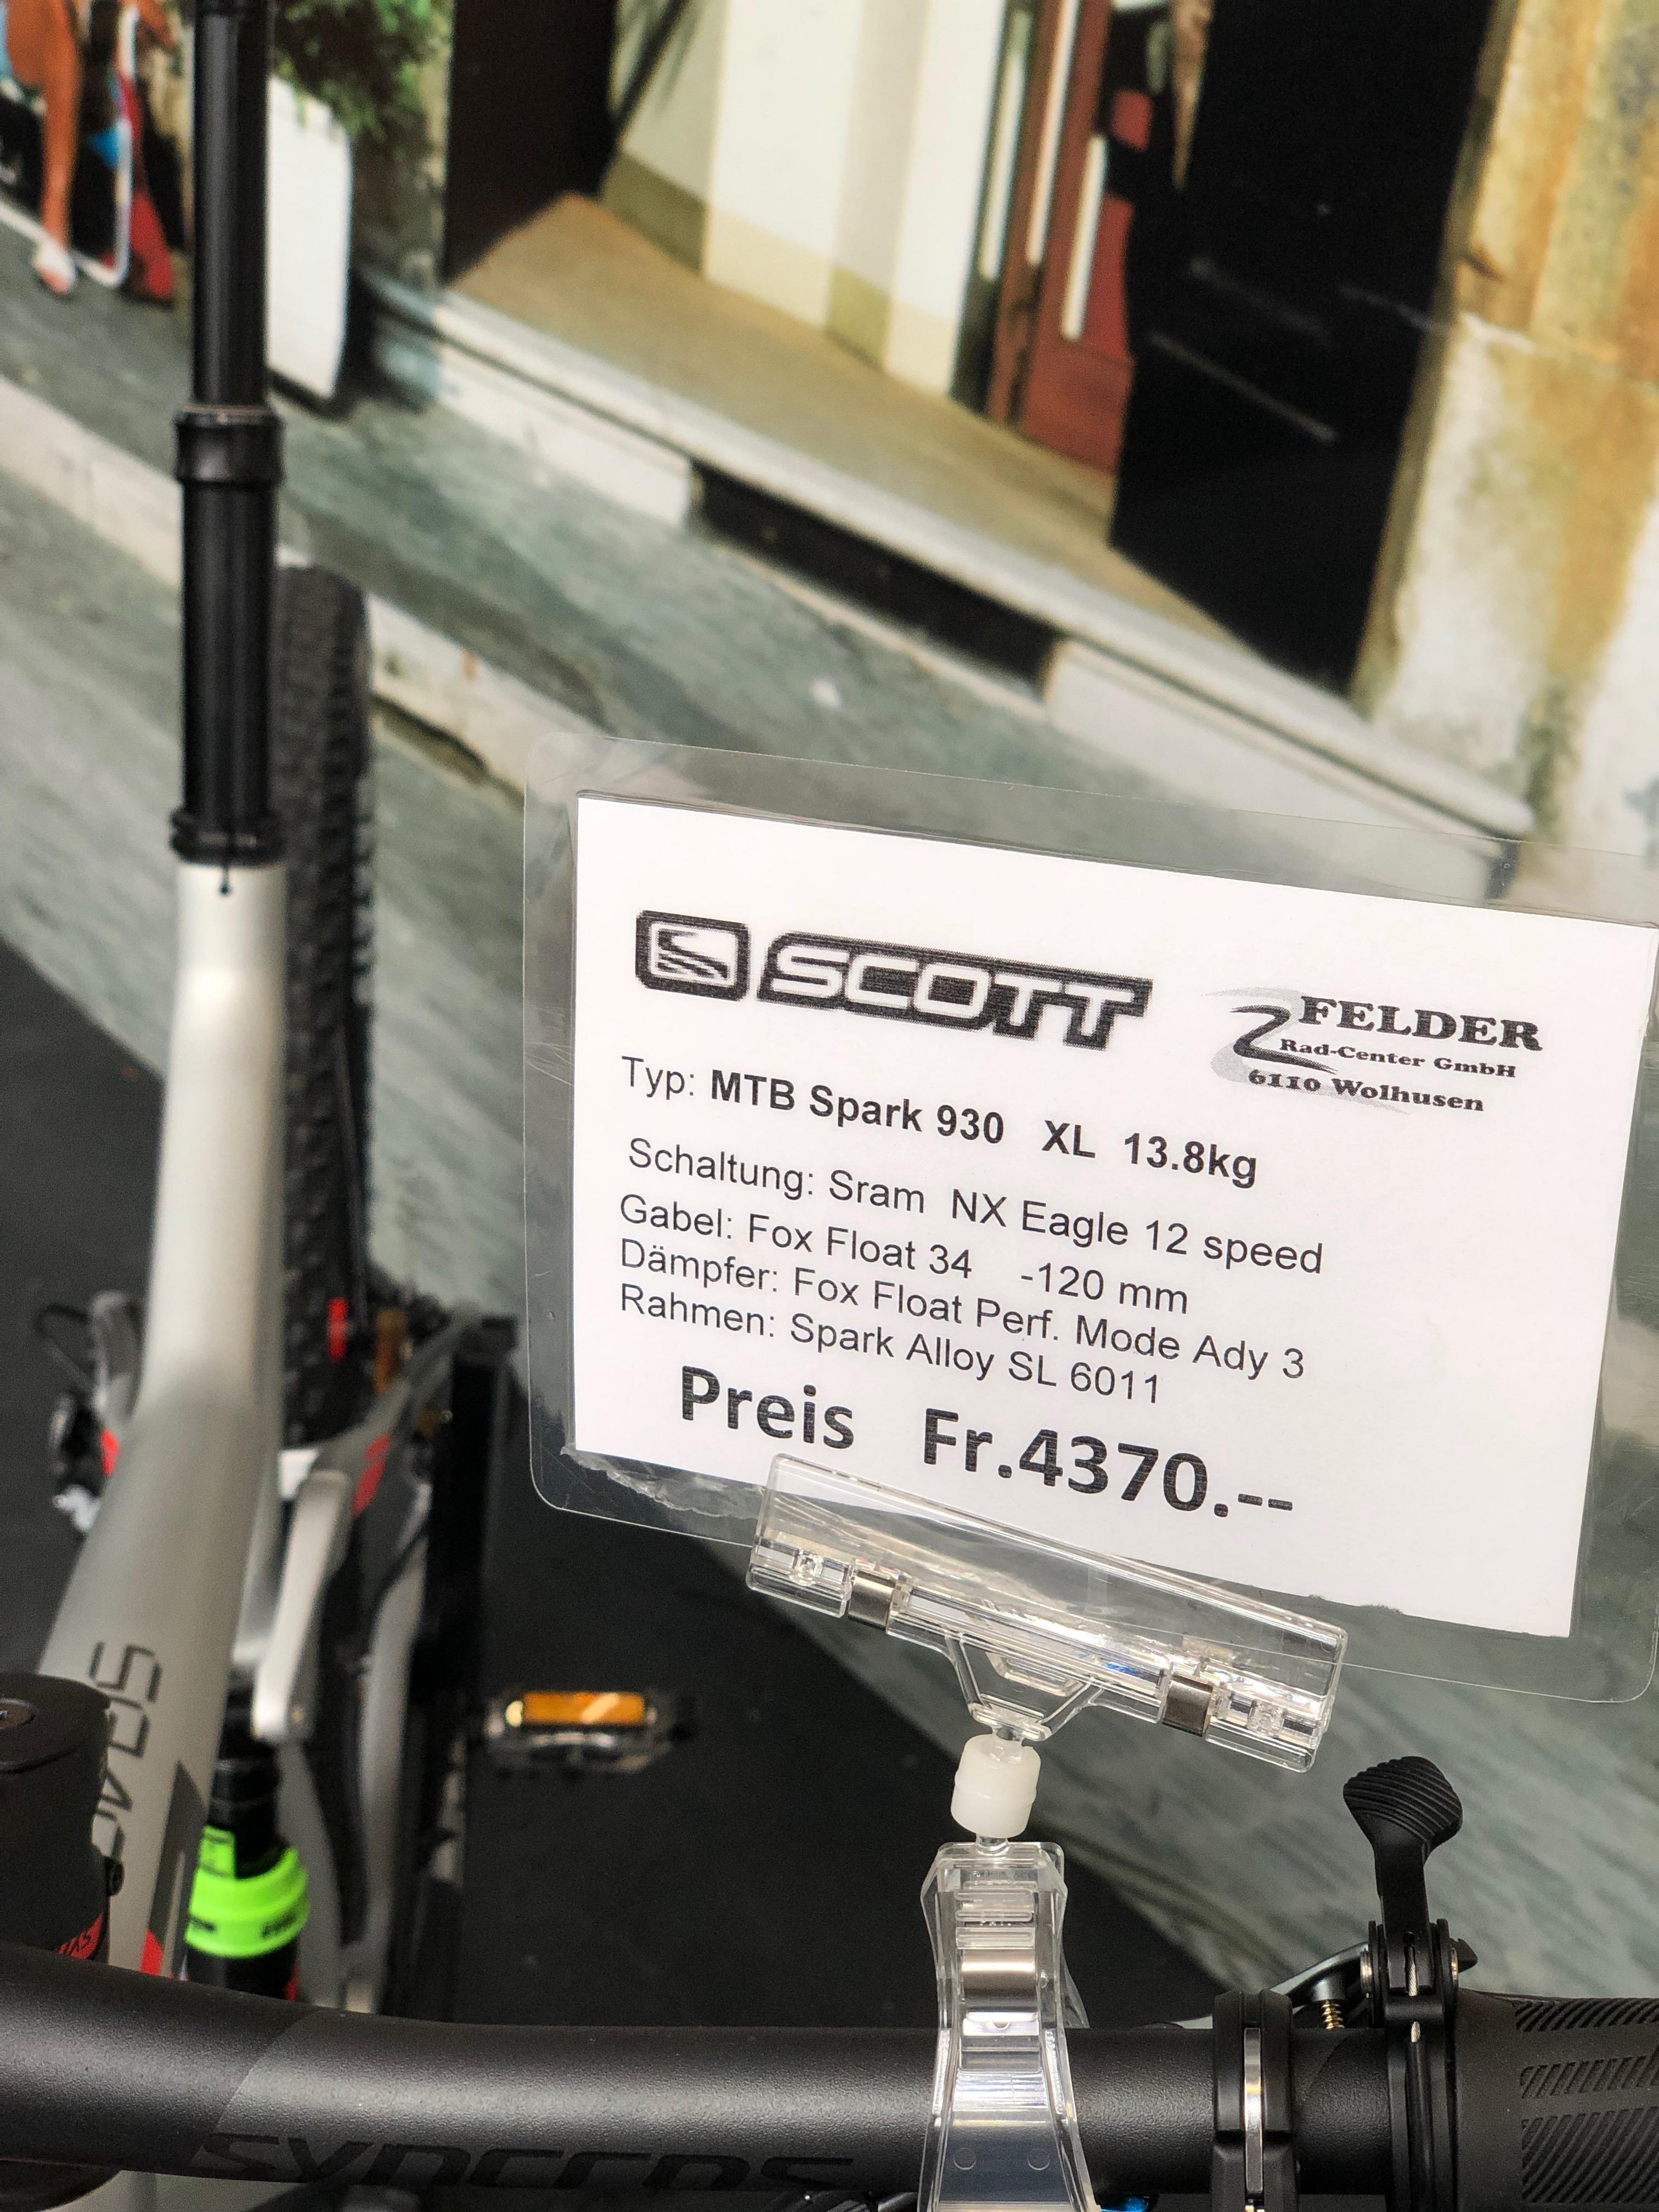 SCOTT
FELDER
Rad-Center GmbH
6110 Wolhusen
Typ: MTB Spark 930 XL 13.8kg
Schaltung: Sram NX Eagle 12 speed
Gabel: Fox Float 34 -120 mm
Dämpfer: Fox Float Perf. Mode Ady 3
Rahmen: Spark Alloy SL 6011
Preis Fr.4370.--
SPARK
syncros